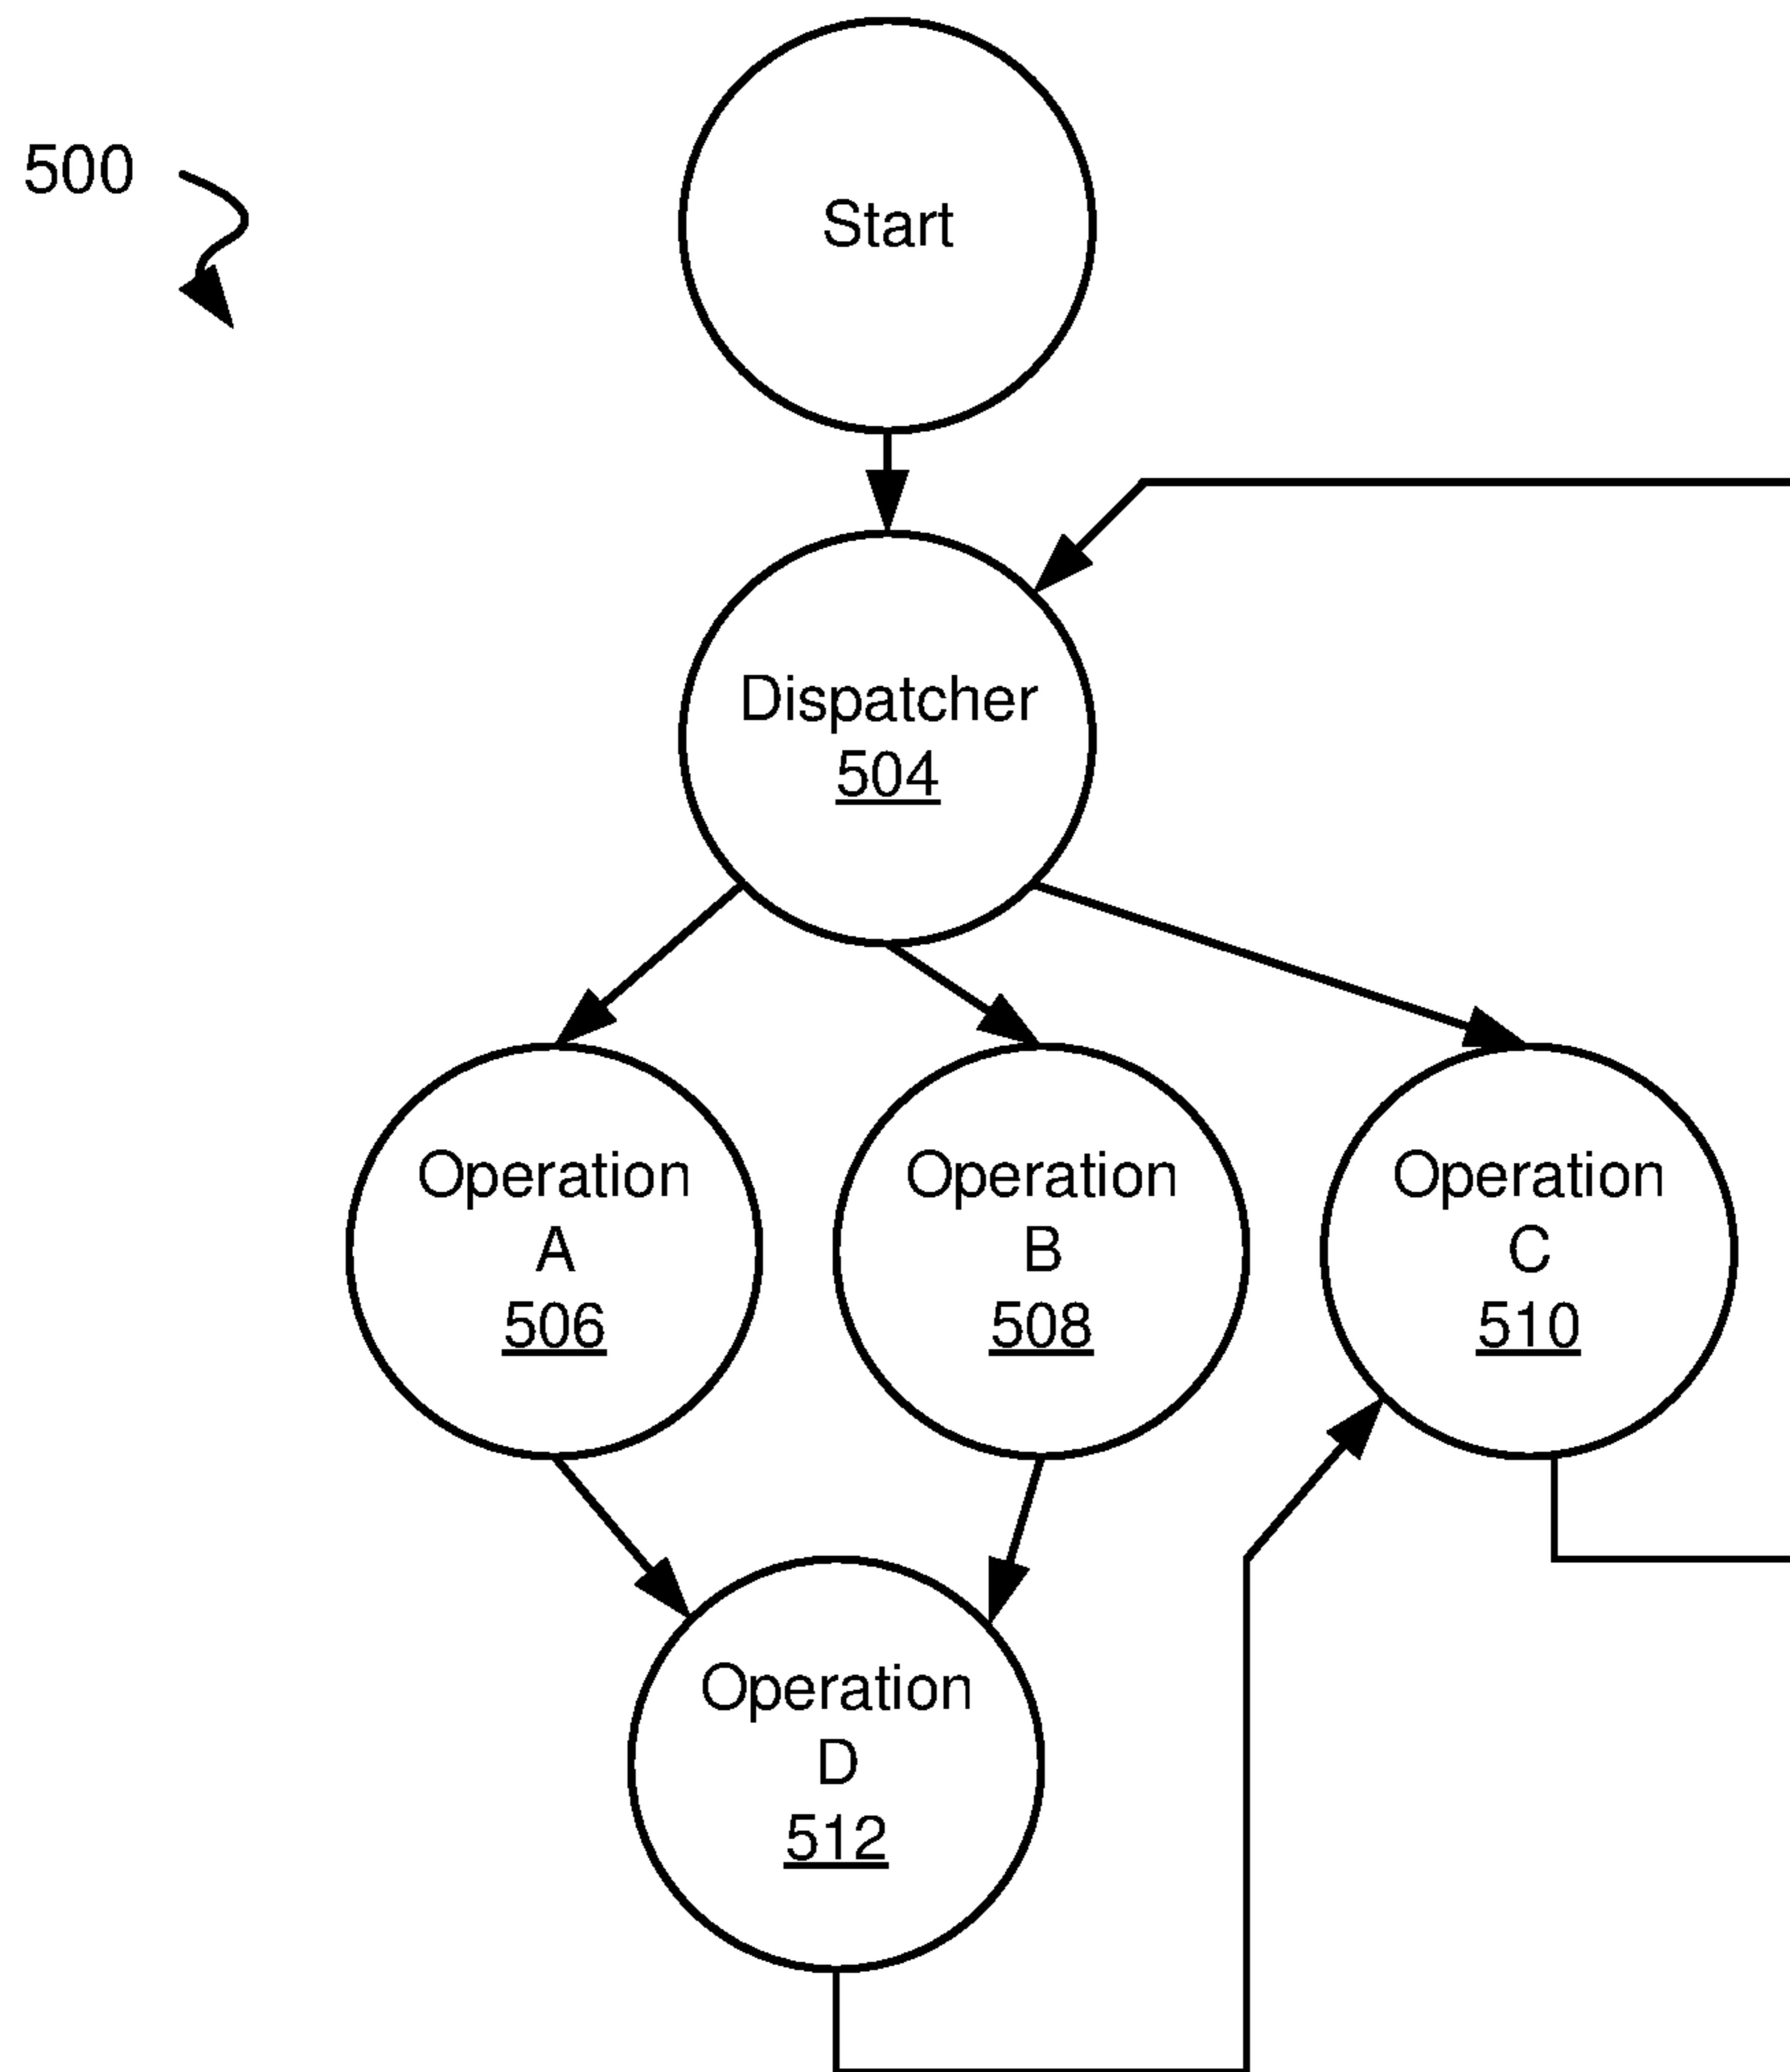 500
Start
Dispatcher
504
Operation
A
506
Operation
B
508
Operation
C
510
Operation
D
512